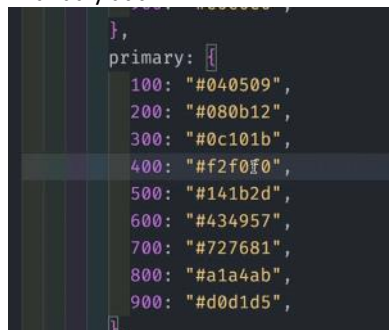 },
primary: {
100: "#040509",
200: "#080b12",
300: "#0c101b",
400: "#f2f0f0",
500: "#141b2d",
600: "#434957",
700: "#727681",
800: "#a1a4ab",
900: "#d0d1d5",
}